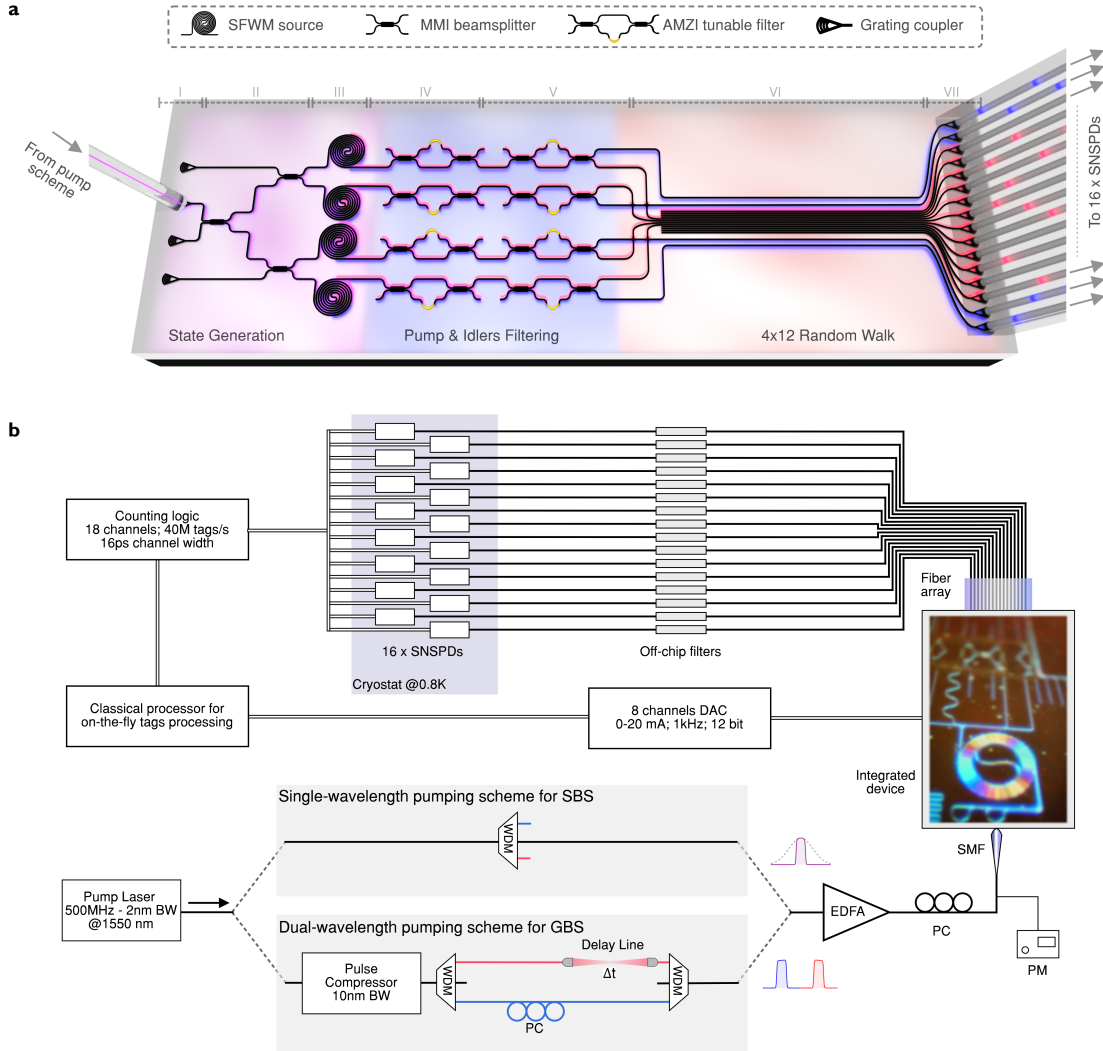 a
SFWM source
MMI beamsplitter
AMZI tunable filter
Grating coupler
I
II
III
IV
V
VI
VII
From pump
scheme
To 16 x SNSPDs
State Generation
Pump & Idlers Filtering
4x12 Random Walk
b
Counting logic
18 channels; 40M tags/s
16ps channel width
Fiber
array
16 x SNSPDs
Off-chip filters
Cryostat @0.8K
Classical processor for
on-the-fly tags processing
8 channels DAC
0-20 mA; 1kHz; 12 bit
Integrated
device
Single-wavelength pumping scheme for SBS
WDM
SMF
Pump Laser
500MHz - 2nm BW
@1550 nm
EDFA
PC
PM
Dual-wavelength pumping scheme for GBS
Delay Line
Δt
Pulse
Compressor
10nm BW
WDM
WDM
PC